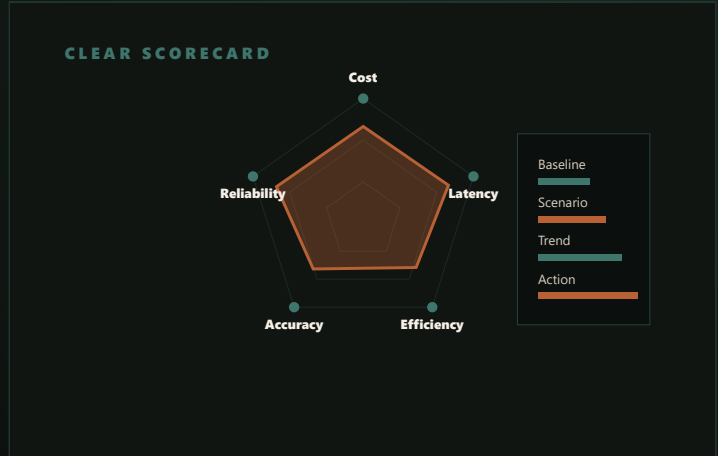 CLEAR SCORECARD
Cost
Reliability
Latency
Accuracy
Efficiency
Baseline
Scenario
Trend
Action